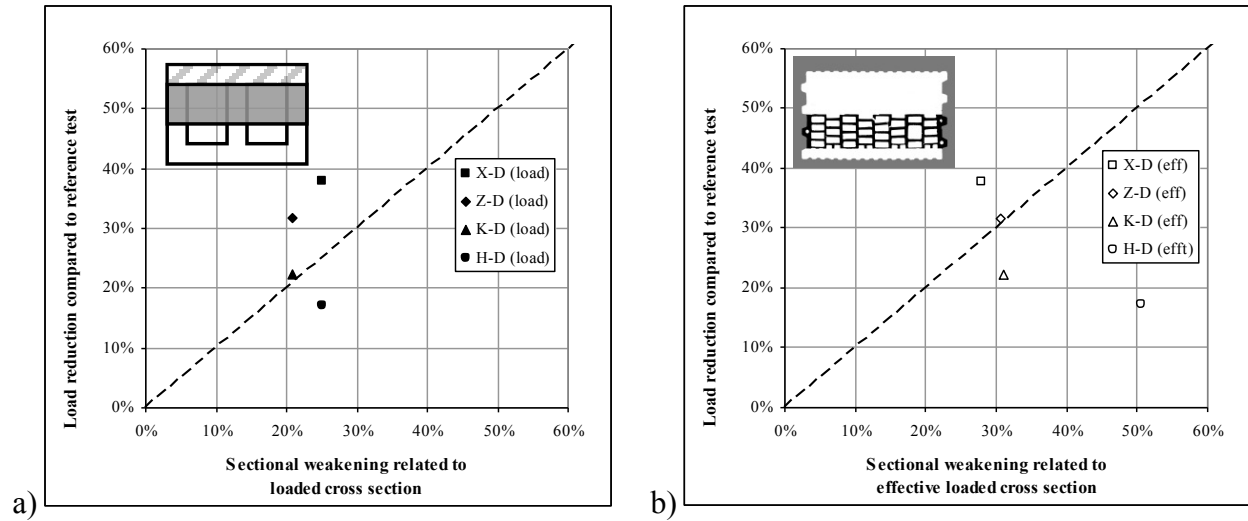 Load reduction compared to reference test
60%
50%
40%
30%
20%
10%
0%
0% 10% 20% 30% 40% 50% 60%
Sectional weakening related to
loaded cross section
X-D (load)
Z-D (load)
K-D (load)
H-D (load)
a)
Load reduction compared to reference test
60%
50%
40%
30%
20%
10%
0%
0% 10% 20% 30% 40% 50% 60%
Sectional weakening related to
effective loaded cross section
X-D (eff)
Z-D (eff)
K-D (eff)
H-D (efft)
b)